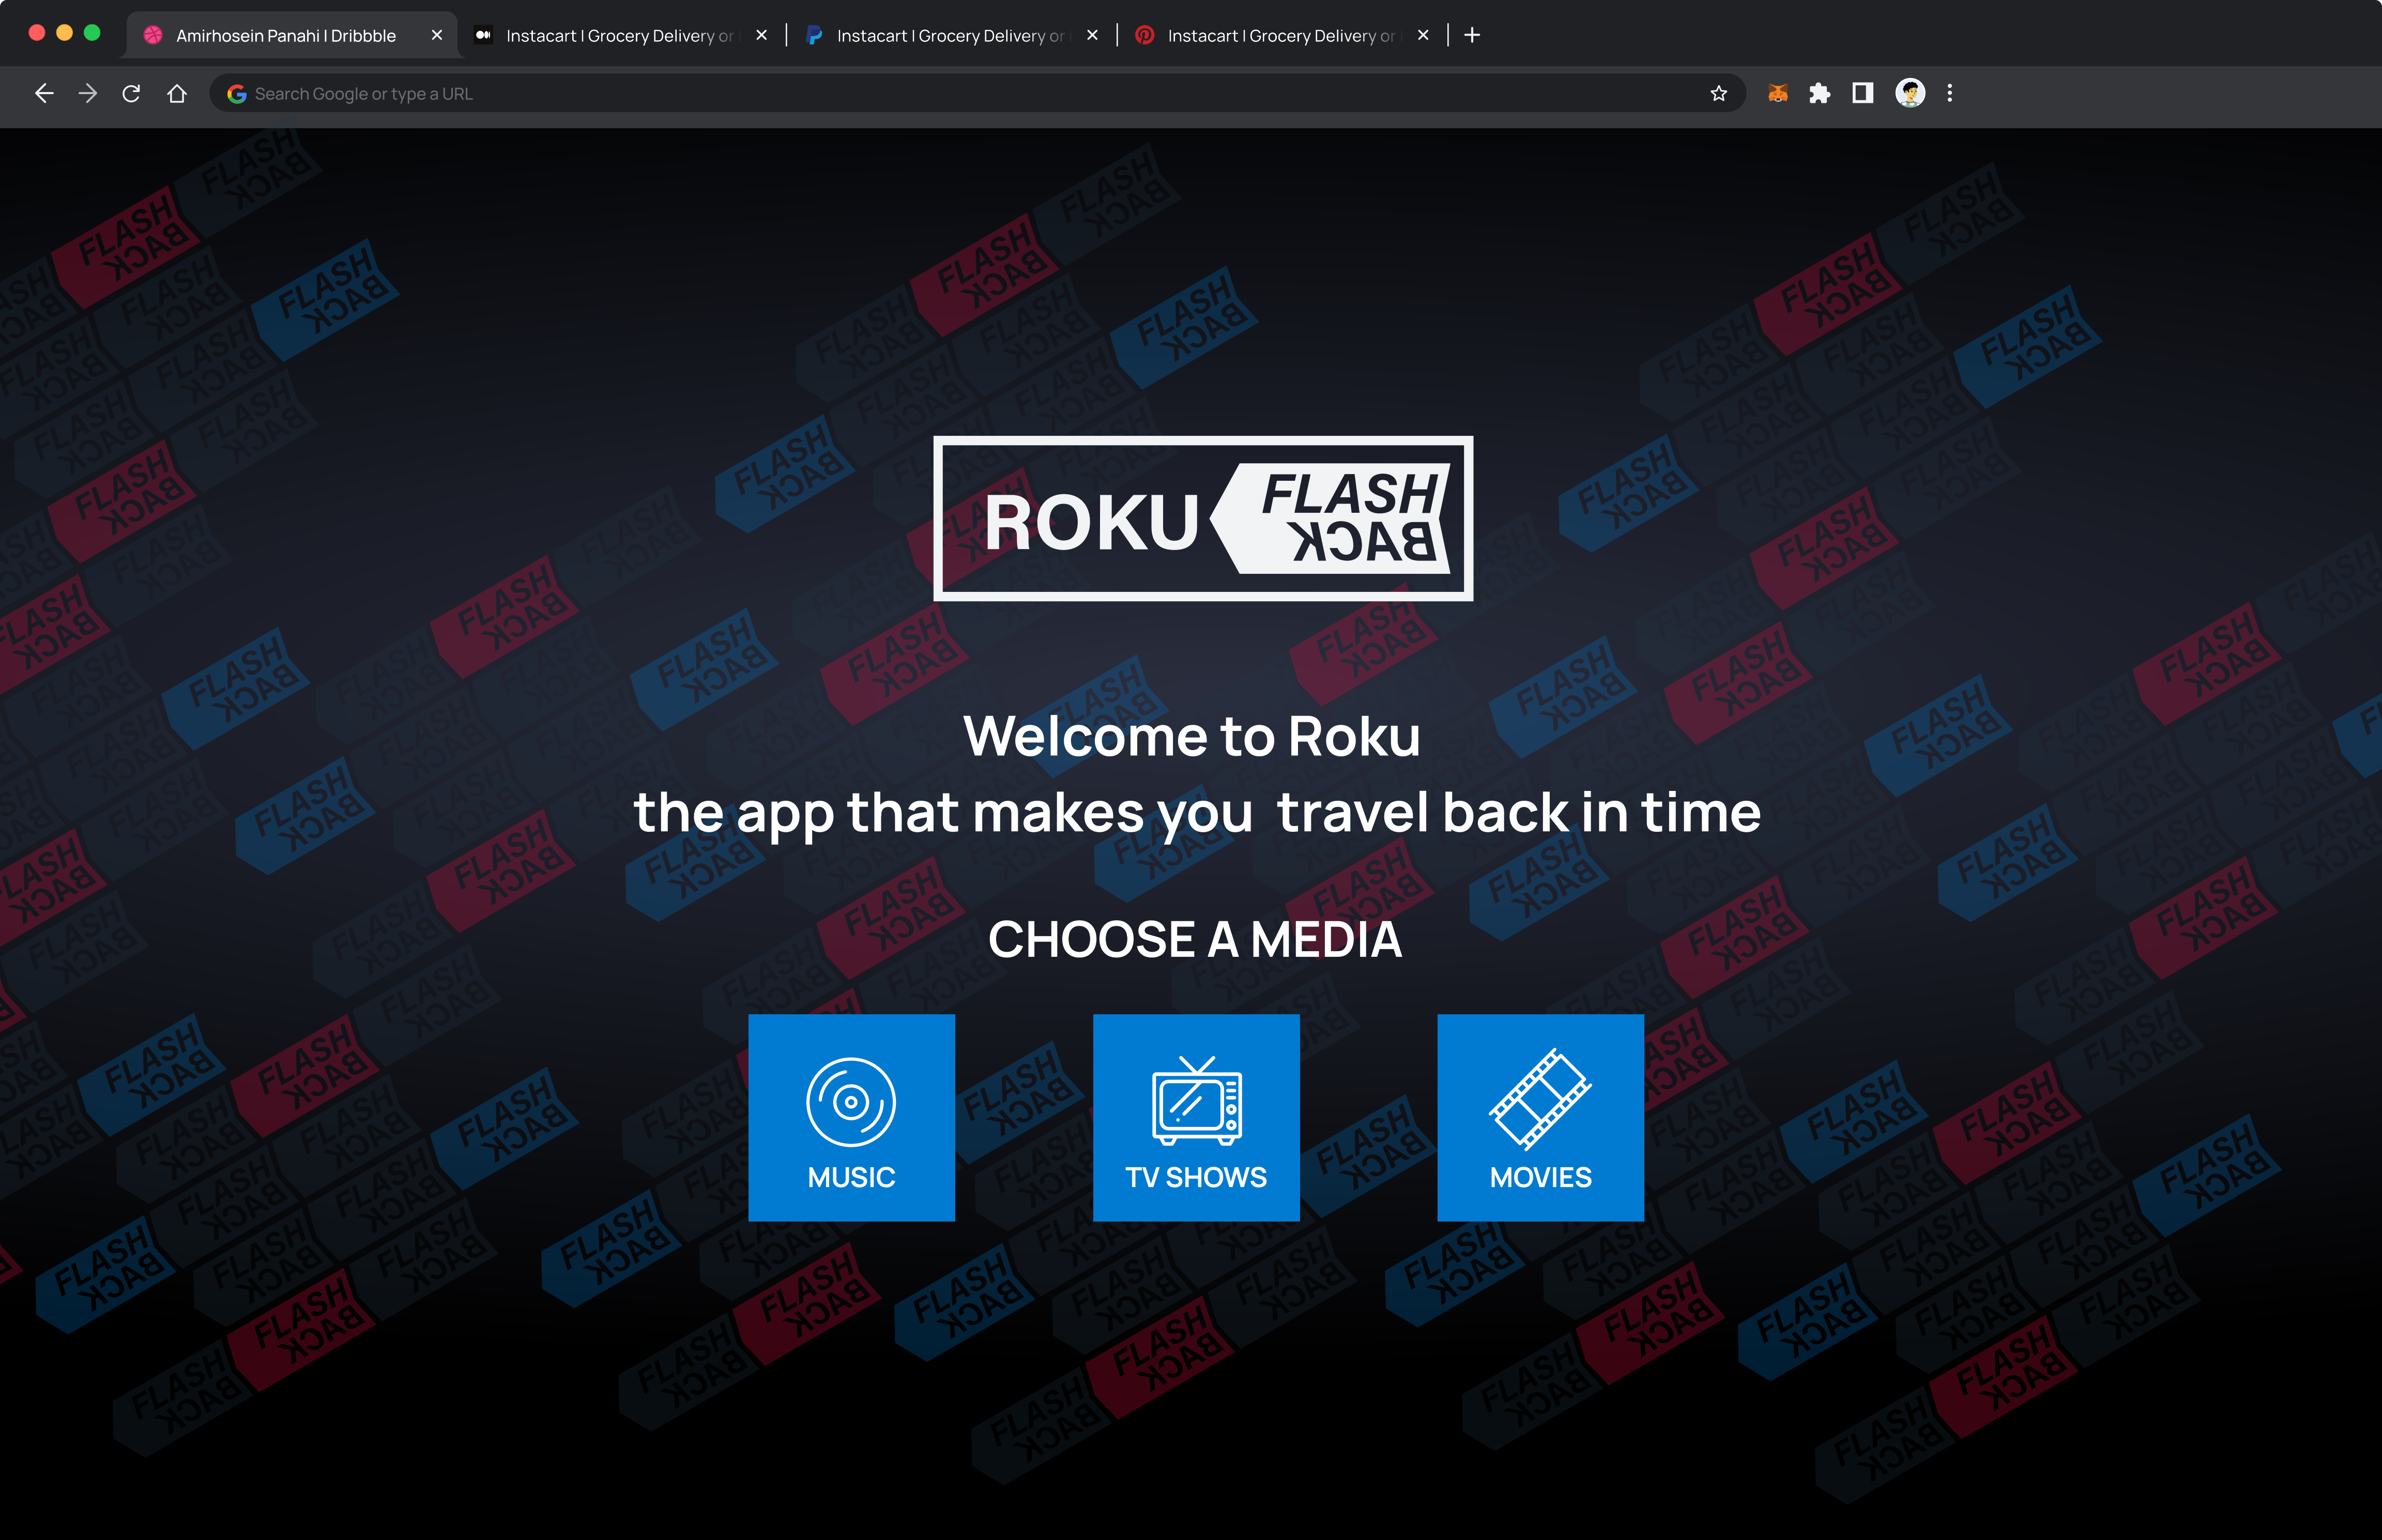 Amirhosein Panahi | Dribbble
Instacart | Grocery Delivery or
Instacart | Grocery Delivery or
Instacart | Grocery Delivery or
Search Google or type a URL
ROKU
FLASH
BACK
Welcome to Roku
the app that makes you  travel back in time
CHOOSE A MEDIA
MUSIC
TV SHOWS
MOVIES